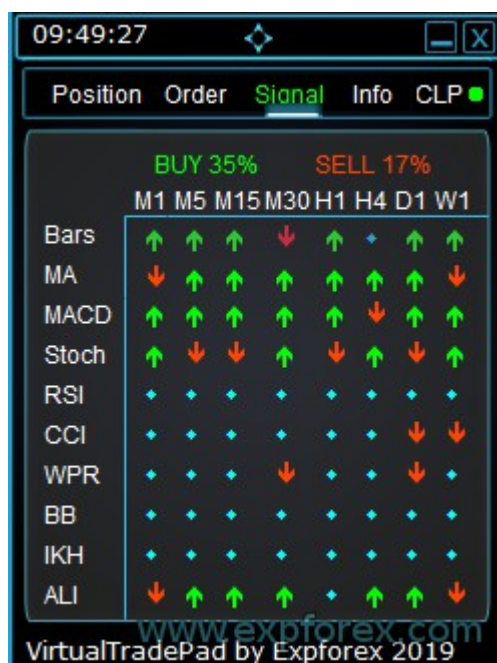 09:49:27
X
Position Order Signal Info CLP
BUY 35% SELL 17%
M1 M5 M15 M30 H1 H4 D1 W1
Bars
MA
MACD
Stoch
RSI
CCI
WPR
BB
IKH
ALI
www.expforex.com
VirtualTradePad by Expforex 2019